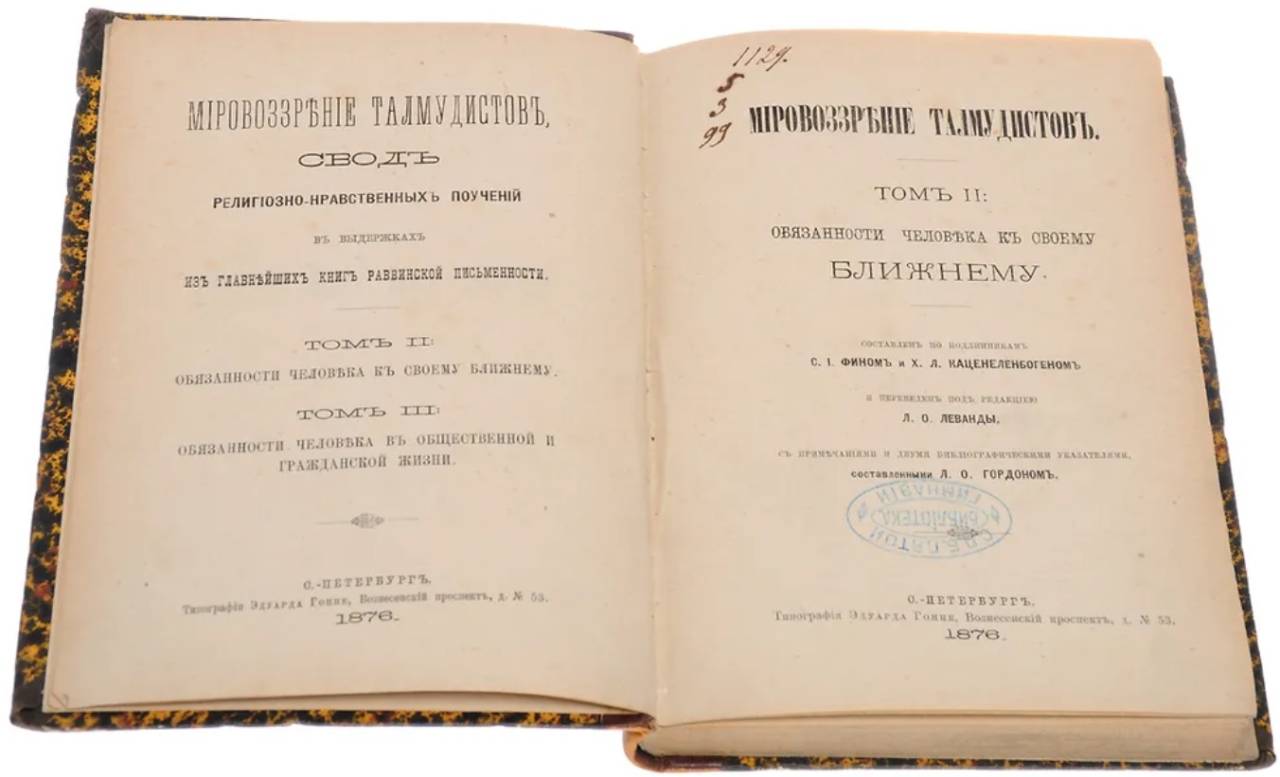 МІРОВОЗЗРѢНІЕ ТАЛМУДИСТОВЪ,
СВОДЪ
РЕЛИГІОЗНО-НРАВСТВЕННЫХЪ ПОУЧЕНІЙ
ВЪ ВЫДЕРЖКАХЪ
ИЗЪ ГЛАВНѢЙШИХЪ КНИГЪ РАВВИНСКОЙ ПИСЬМЕННОСТИ.
ТОМЪ II:
ОБЯЗАННОСТИ ЧЕЛОВѢКА КЪ СВОЕМУ БЛИЖНЕМУ.
ТОМЪ III:
ОБЯЗАННОСТИ ЧЕЛОВѢКА ВЪ ОБЩЕСТВЕННОЙ И
ГРАЖДАНСКОЙ ЖИЗНИ.
С.-ПЕТЕРБУРГЪ.
Типографія ЭДУАРДА ГОППЕ, Вознесенскій проспектъ, д. № 53.
1876.
1129.
5
3
99
МІРОВОЗЗРѢНІЕ ТАЛМУДИСТОВЪ.
ТОМЪ II:
ОБЯЗАННОСТИ ЧЕЛОВѢКА КЪ СВОЕМУ
БЛИЖНЕМУ.
СОСТАВЛЕНЪ ПО ПОДЛИННИКАМЪ
С. І. ФИНОМЪ и Х. Л. КАЦЕНЕЛЕНБОГЕНОМЪ
И ПЕРЕВЕДЕНЪ ПОДЪ РЕДАКЦІЕЮ
Л. О. ЛЕВАНДЫ,
СЪ ПРИМѢЧАНІЯМИ И ДВУМЯ БИБЛІОГРАФИЧЕСКИМИ УКАЗАТЕЛЯМИ,
составленными Л. О. ГОРДОНОМЪ.
С.П.Б. ПЯТОЙ
БИБЛІОТЕКА
ГИМНАЗІИ
С.-ПЕТЕРБУРГЪ.
Типографія ЭДУАРДА ГОППЕ, Вознесенскій проспектъ, д. № 53.
1876.